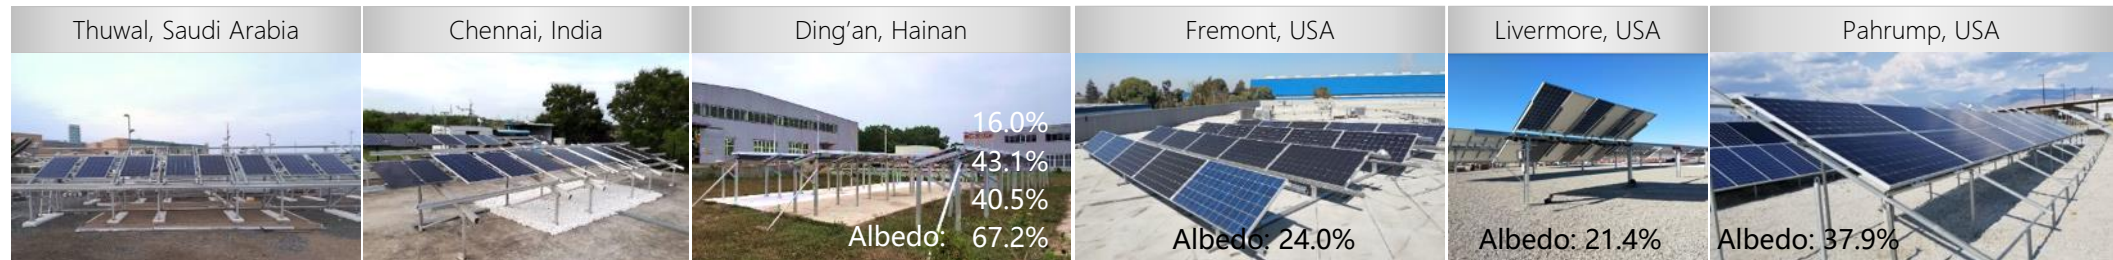 Thuwal, Saudi Arabia
Chennai, India
Ding’an, Hainan
Fremont, USA
Livermore, USA
Pahrump, USA
16.0%
43.1%
40.5%
Albedo: 67.2%
Albedo: 24.0%
Albedo: 21.4%
Albedo: 37.9%